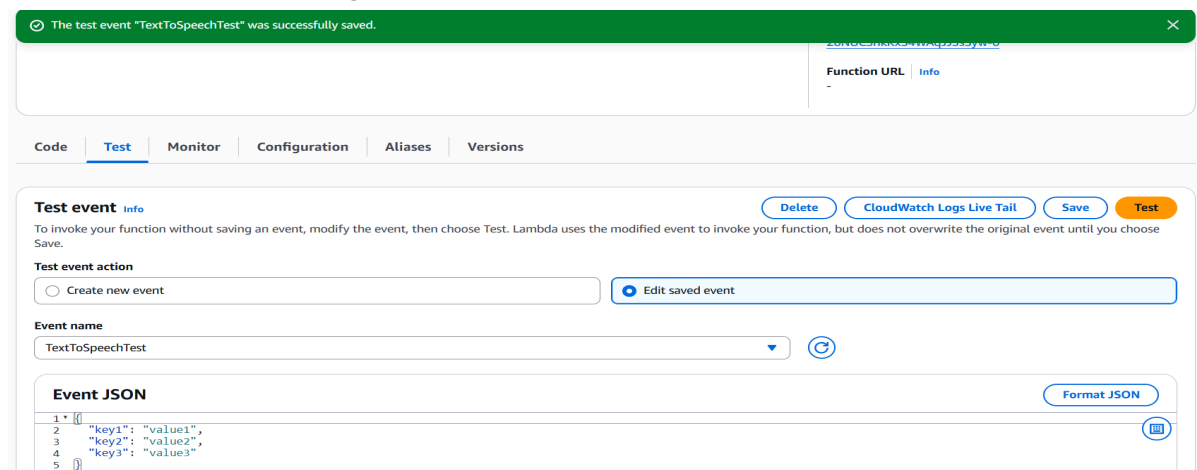 The test event "TextToSpeechTest" was successfully saved.
Function URL Info
-
Code Test Monitor Configuration Aliases Versions
Test event Info
Delete CloudWatch Logs Live Tail Save Test
To invoke your function without saving an event, modify the event, then choose Test. Lambda uses the modified event to invoke your function, but does not overwrite the original event until you choose
Save.
Test event action
Create new event Edit saved event
Event name
TextToSpeechTest
Event JSON Format JSON
1 {
2 "key1": "value1",
3 "key2": "value2",
4 "key3": "value3"
5 }